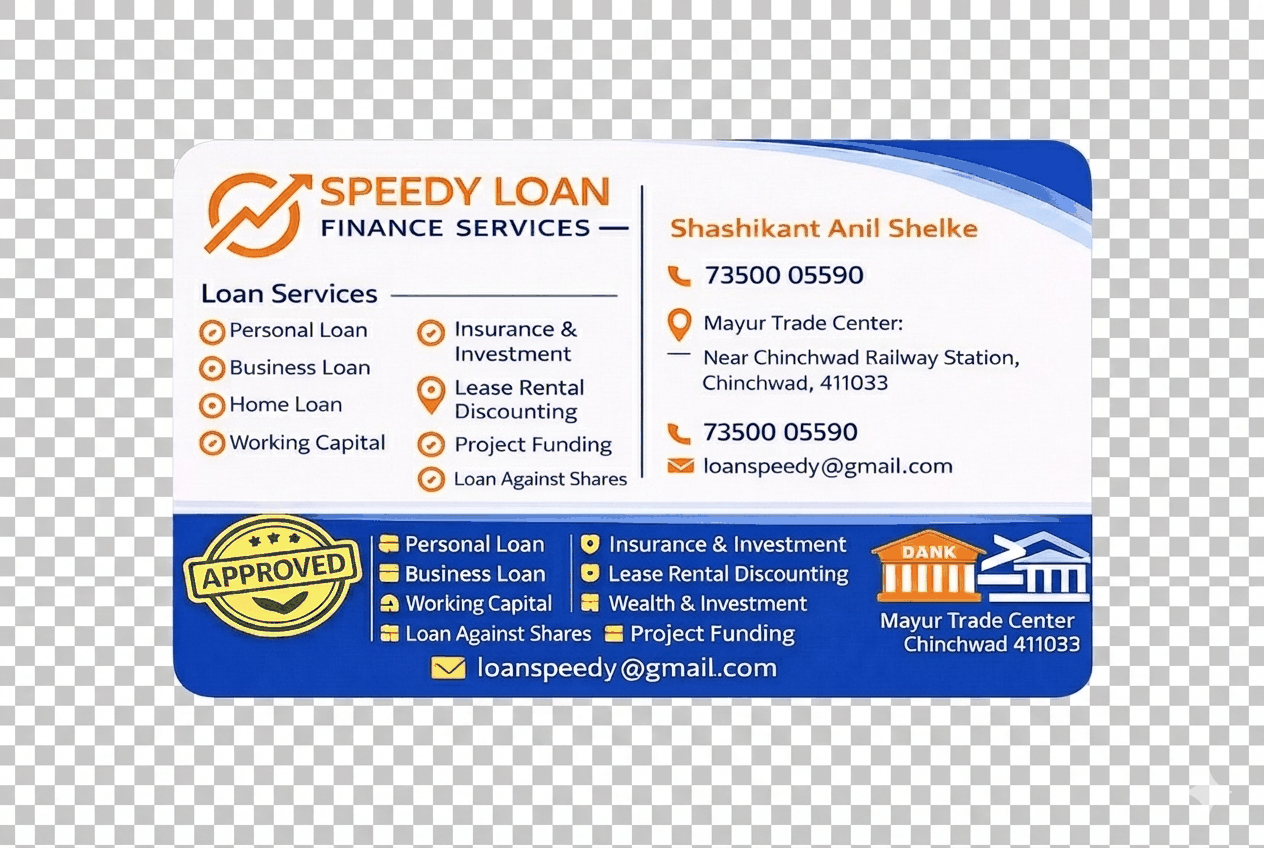 SPEEDY LOAN
FINANCE SERVICES
Loan Services
Personal Loan
Business Loan
Home Loan
Working Capital
Insurance &
Investment
Lease Rental
Discounting
Project Funding
Loan Against Shares
Shashikant Anil Shelke
73500 05590
Mayur Trade Center:
Near Chinchwad Railway Station,
Chinchwad, 411033
73500 05590
loanspeedy@gmail.com
APPROVED
Personal Loan
Business Loan
Working Capital
Loan Against Shares
Insurance & Investment
Lease Rental Discounting
Wealth & Investment
Project Funding
loanspeedy@gmail.com
DANK
Mayur Trade Center
Chinchwad 411033